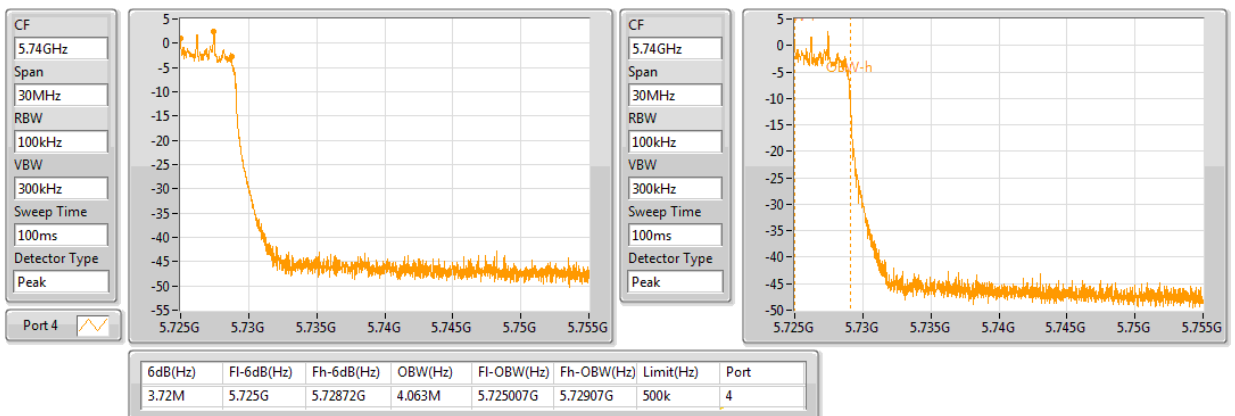 CF
5.74GHz
Span
30MHz
RBW
100kHz
VBW
300kHz
Sweep Time
100ms
Detector Type
Peak
Port 4
5
0
-5
-10
-15
-20
-25
-30
-35
-40
-45
-50
-55
5.725G 5.73G 5.735G 5.74G 5.745G 5.75G 5.755G
CF
5.74GHz
Span
30MHz
RBW
100kHz
VBW
300kHz
Sweep Time
100ms
Detector Type
Peak
5
0
-5
-10
-15
-20
-25
-30
-35
-40
-45
-50
OBW-h
5.725G 5.73G 5.735G 5.74G 5.745G 5.75G 5.755G
6dB(Hz) Fl-6dB(Hz) Fh-6dB(Hz) OBW(Hz) Fl-OBW(Hz) Fh-OBW(Hz) Limit(Hz) Port
3.72M 5.725G 5.72872G 4.063M 5.725007G 5.72907G 500k 4